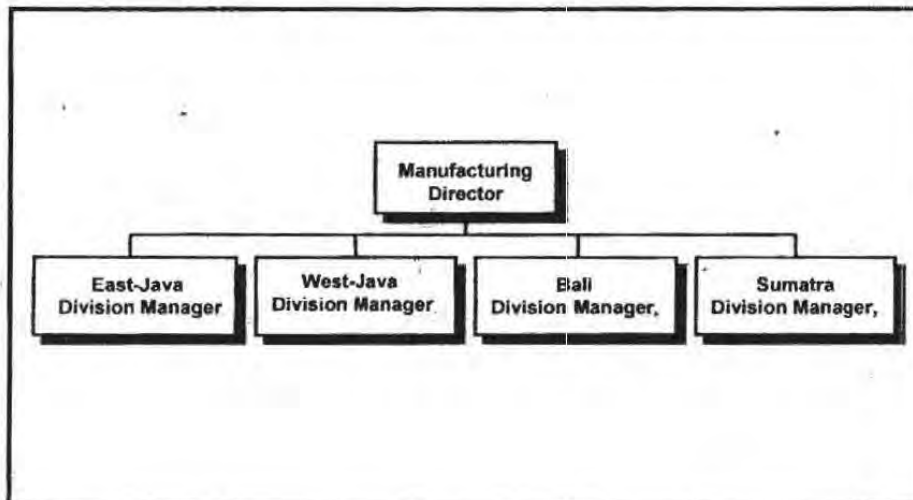 Manufacturing
Director
East-Java
Division Manager
West-Java
Division Manager
Bali
Division Manager,
Sumatra
Division Manager,